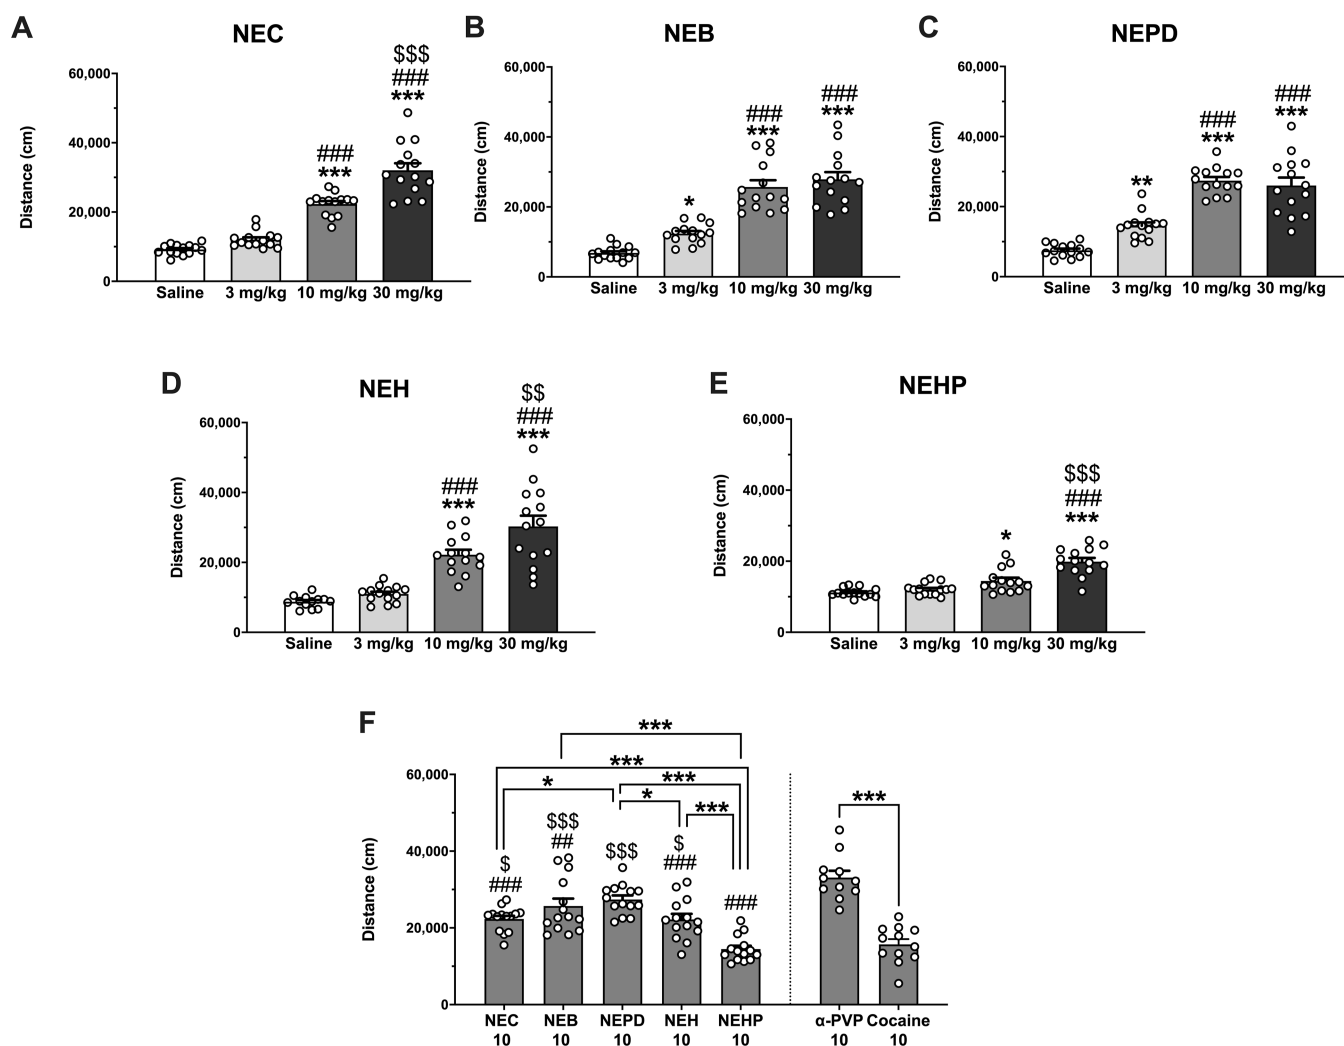 A
NEC
Distance (cm)
60,000
40,000
20,000
0
$$$
###
***
###
***
Saline 3 mg/kg 10 mg/kg 30 mg/kg
B
NEB
Distance (cm)
60,000
40,000
20,000
0
*
###
***
###
***
Saline 3 mg/kg 10 mg/kg 30 mg/kg
C
NEPD
Distance (cm)
60,000
40,000
20,000
0
**
###
***
###
***
Saline 3 mg/kg 10 mg/kg 30 mg/kg
D
NEH
Distance (cm)
60,000
40,000
20,000
0
###
***
$$
###
***
Saline 3 mg/kg 10 mg/kg 30 mg/kg
E
NEHP
Distance (cm)
60,000
40,000
20,000
0
*
$$$
###
***
Saline 3 mg/kg 10 mg/kg 30 mg/kg
F
Distance (cm)
60,000
40,000
20,000
0
***
***
* ***
* ***
***
$
###
$$$
##
$$$
$
###
###
NEC NEB NEPD NEH NEHP α-PVP Cocaine
10 10 10 10 10 10 10